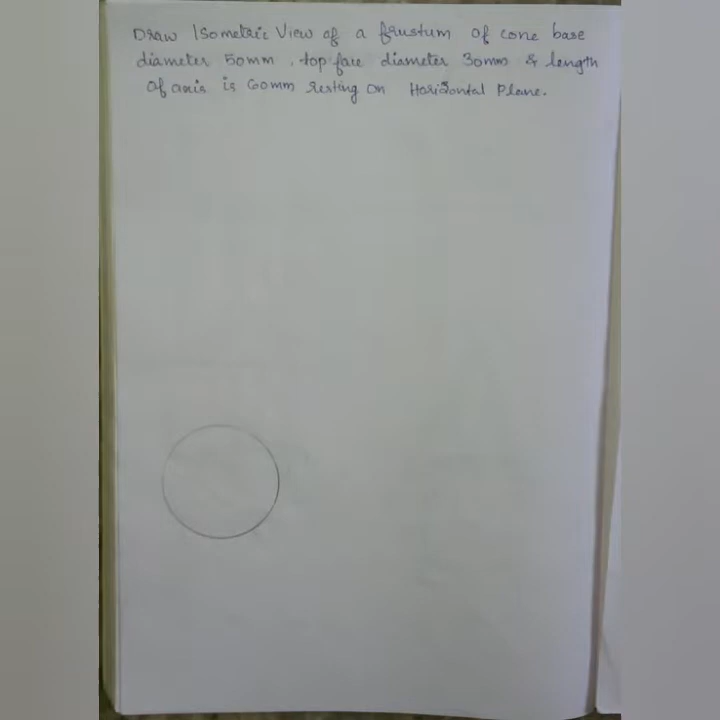 Draw Isometric View of a frustum of cone base
diameter 50mm, top face diameter 30mm & length
of axis is 60mm resting on Horizontal Plane.